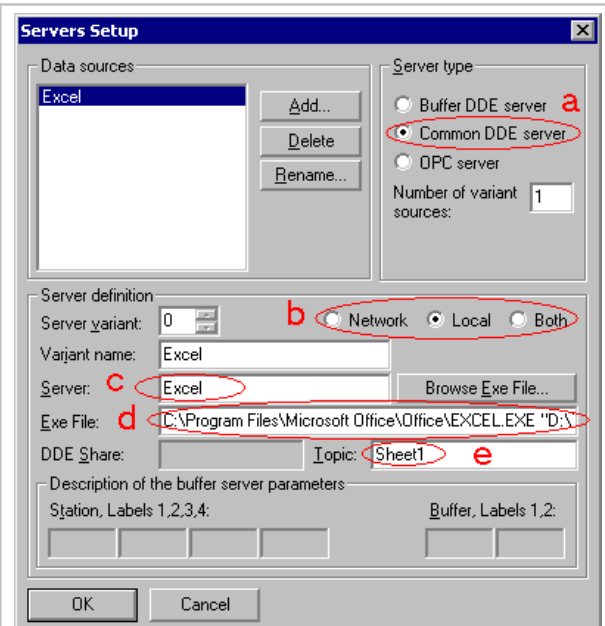 Servers Setup
Data sources
Excel
Add...
Delete
Rename...
Server type
Buffer DDE server
a
Common DDE server
OPC server
Number of variant
sources:
1
Server definition
Server variant:
0
b
Network
Local
Both
Variant name:
Excel
Server:
c
Excel
Browse Exe File...
Exe File:
d
C:\Program Files\Microsoft Office\Office\EXCEL.EXE "D:\.
DDE Share:
Topic:
Sheet1
e
Description of the buffer server parameters
Station, Labels 1,2,3,4:
Buffer, Labels 1,2:
OK
Cancel